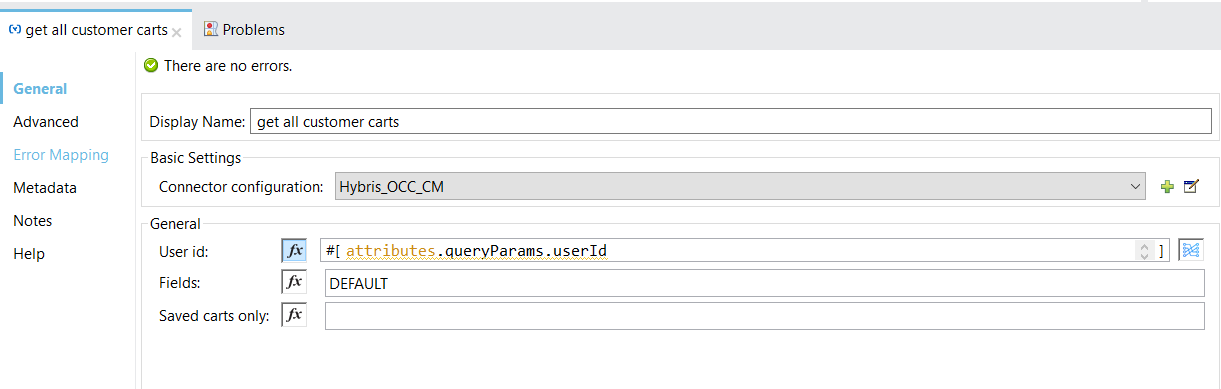 get all customer carts Problems
There are no errors.
General
Advanced
Error Mapping
Metadata
Notes
Help
Display Name: get all customer carts
Basic Settings
Connector configuration: Hybris_OCC_CM
General
User id: fx #[ attributes.queryParams.userId ]
Fields: fx DEFAULT
Saved carts only: fx